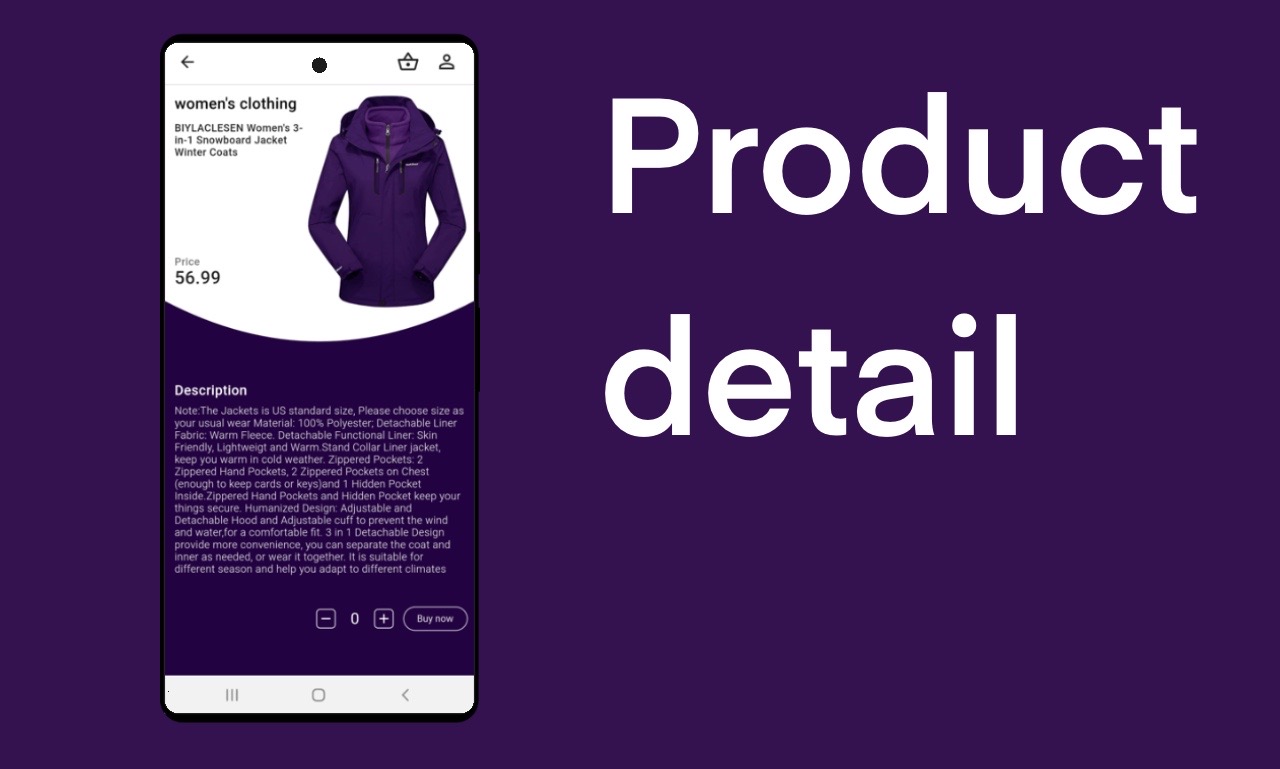 women's clothing
BIYLACLESEN Women's 3-
in-1 Snowboard Jacket
Winter Coats
Price
56.99
Description
Note:The Jackets is US standard size, Please choose size as
your usual wear Material: 100% Polyester; Detachable Liner
Fabric: Warm Fleece. Detachable Functional Liner: Skin
Friendly, Lightweigt and Warm.Stand Collar Liner jacket,
keep you warm in cold weather. Zippered Pockets: 2
Zippered Hand Pockets, 2 Zippered Pockets on Chest
(enough to keep cards or keys)and 1 Hidden Pocket
Inside.Zippered Hand Pockets and Hidden Pocket keep your
things secure. Humanized Design: Adjustable and
Detachable Hood and Adjustable cuff to prevent the wind
and water,for a comfortable fit. 3 in 1 Detachable Design
provide more convenience, you can separate the coat and
inner as needed, or wear it together. It is suitable for
different season and help you adapt to different climates
0
Buy now
Product
detail